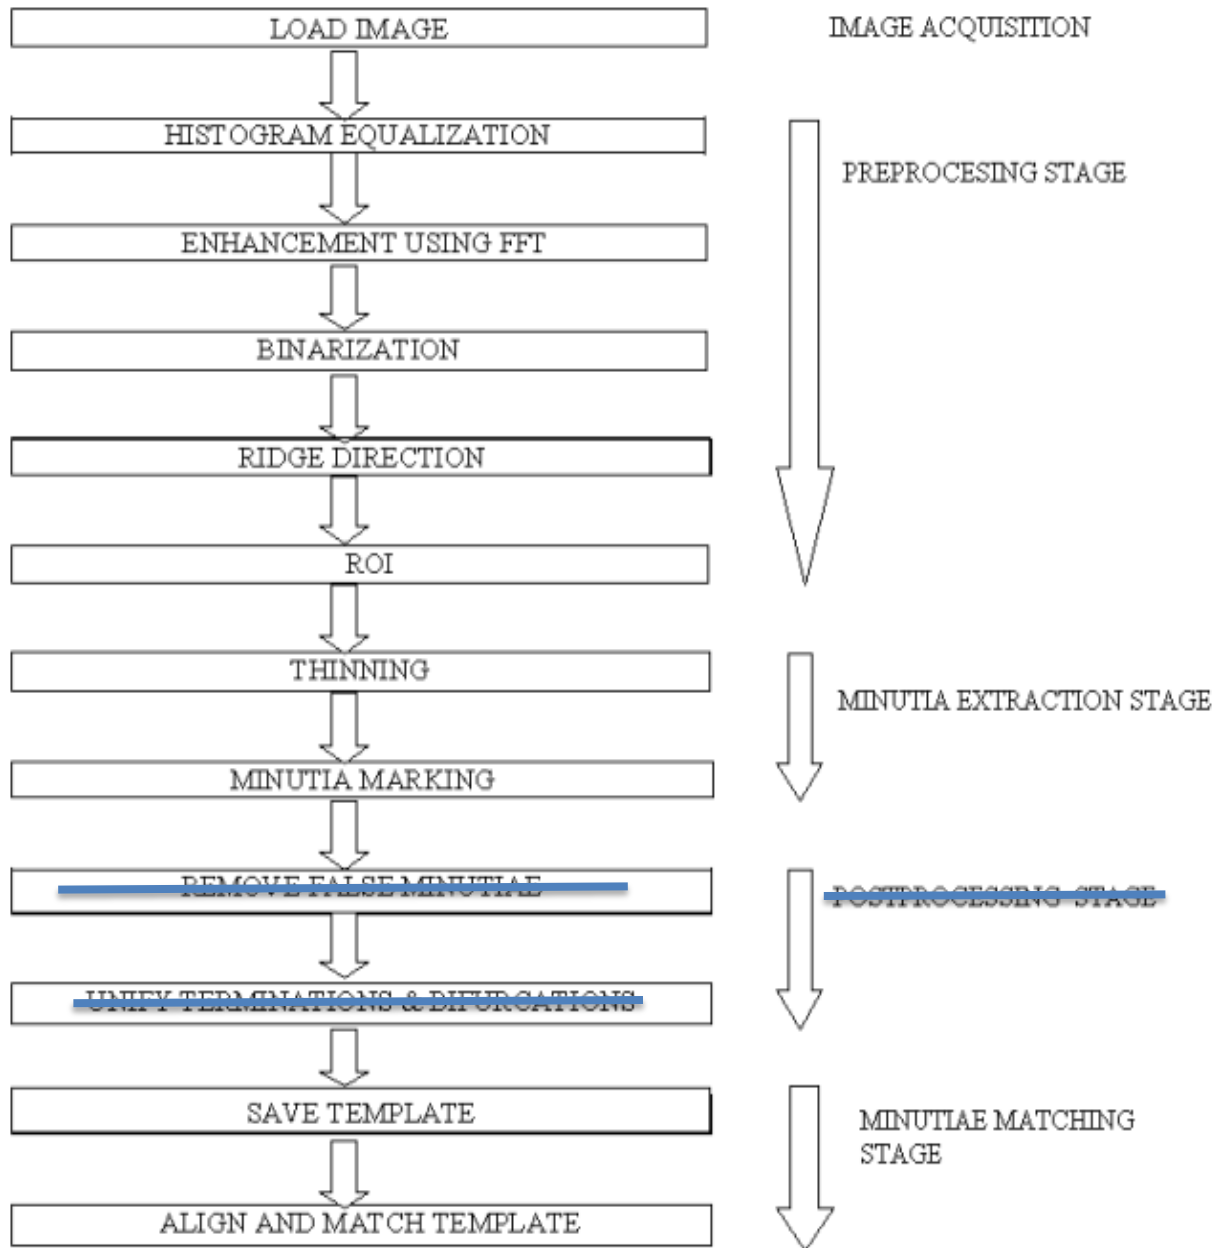 LOAD IMAGE
IMAGE ACQUISITION
HISTOGRAM EQUALIZATION
PREPROCESING STAGE
ENHANCEMENT USING FFT
BINARIZATION
RIDGE DIRECTION
ROI
THINNING
MINUTIA EXTRACTION STAGE
MINUTIA MARKING
REMOVE FALSE MINUTIAE
POSTPROCESSING STAGE
UNIFY TERMINATIONS & BIFURCATIONS
SAVE TEMPLATE
MINUTIAE MATCHING
STAGE
ALIGN AND MATCH TEMPLATE